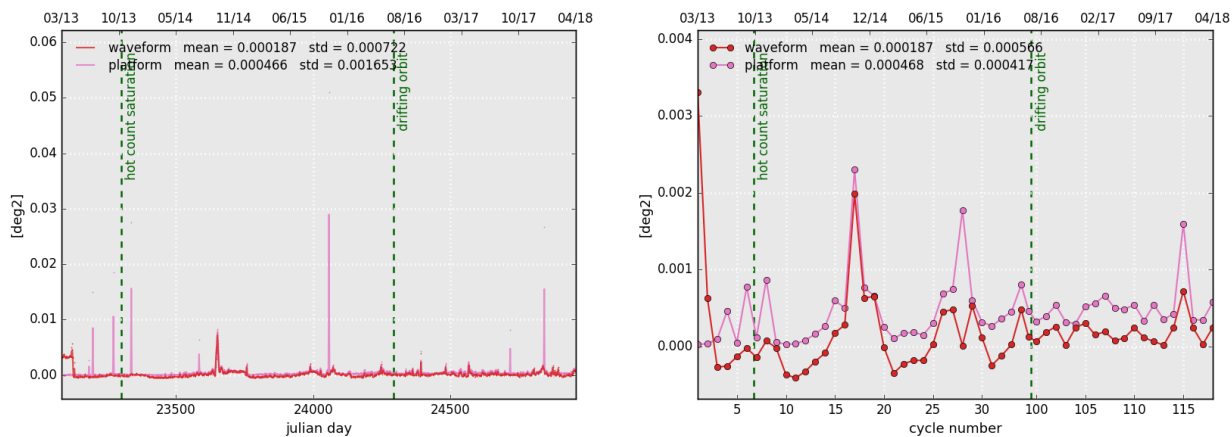 03/13 10/13 05/14 11/14 06/15 01/16 08/16 03/17 10/17 04/18
0.06
0.05
0.04
0.03
0.02
0.01
0.00
[deg2]
waveform mean = 0.000187 std = 0.000722
platform mean = 0.000466 std = 0.001653
hot count saturation
drifting orbit
23500 24000 24500
julian day
03/13 10/13 05/14 12/14 06/15 01/16 08/16 02/17 09/17 04/18
0.004
0.003
0.002
0.001
0.000
[deg2]
waveform mean = 0.000187 std = 0.000566
platform mean = 0.000468 std = 0.000417
hot count saturation
drifting orbit
5 10 15 20 25 30 100 105 110 115
cycle number